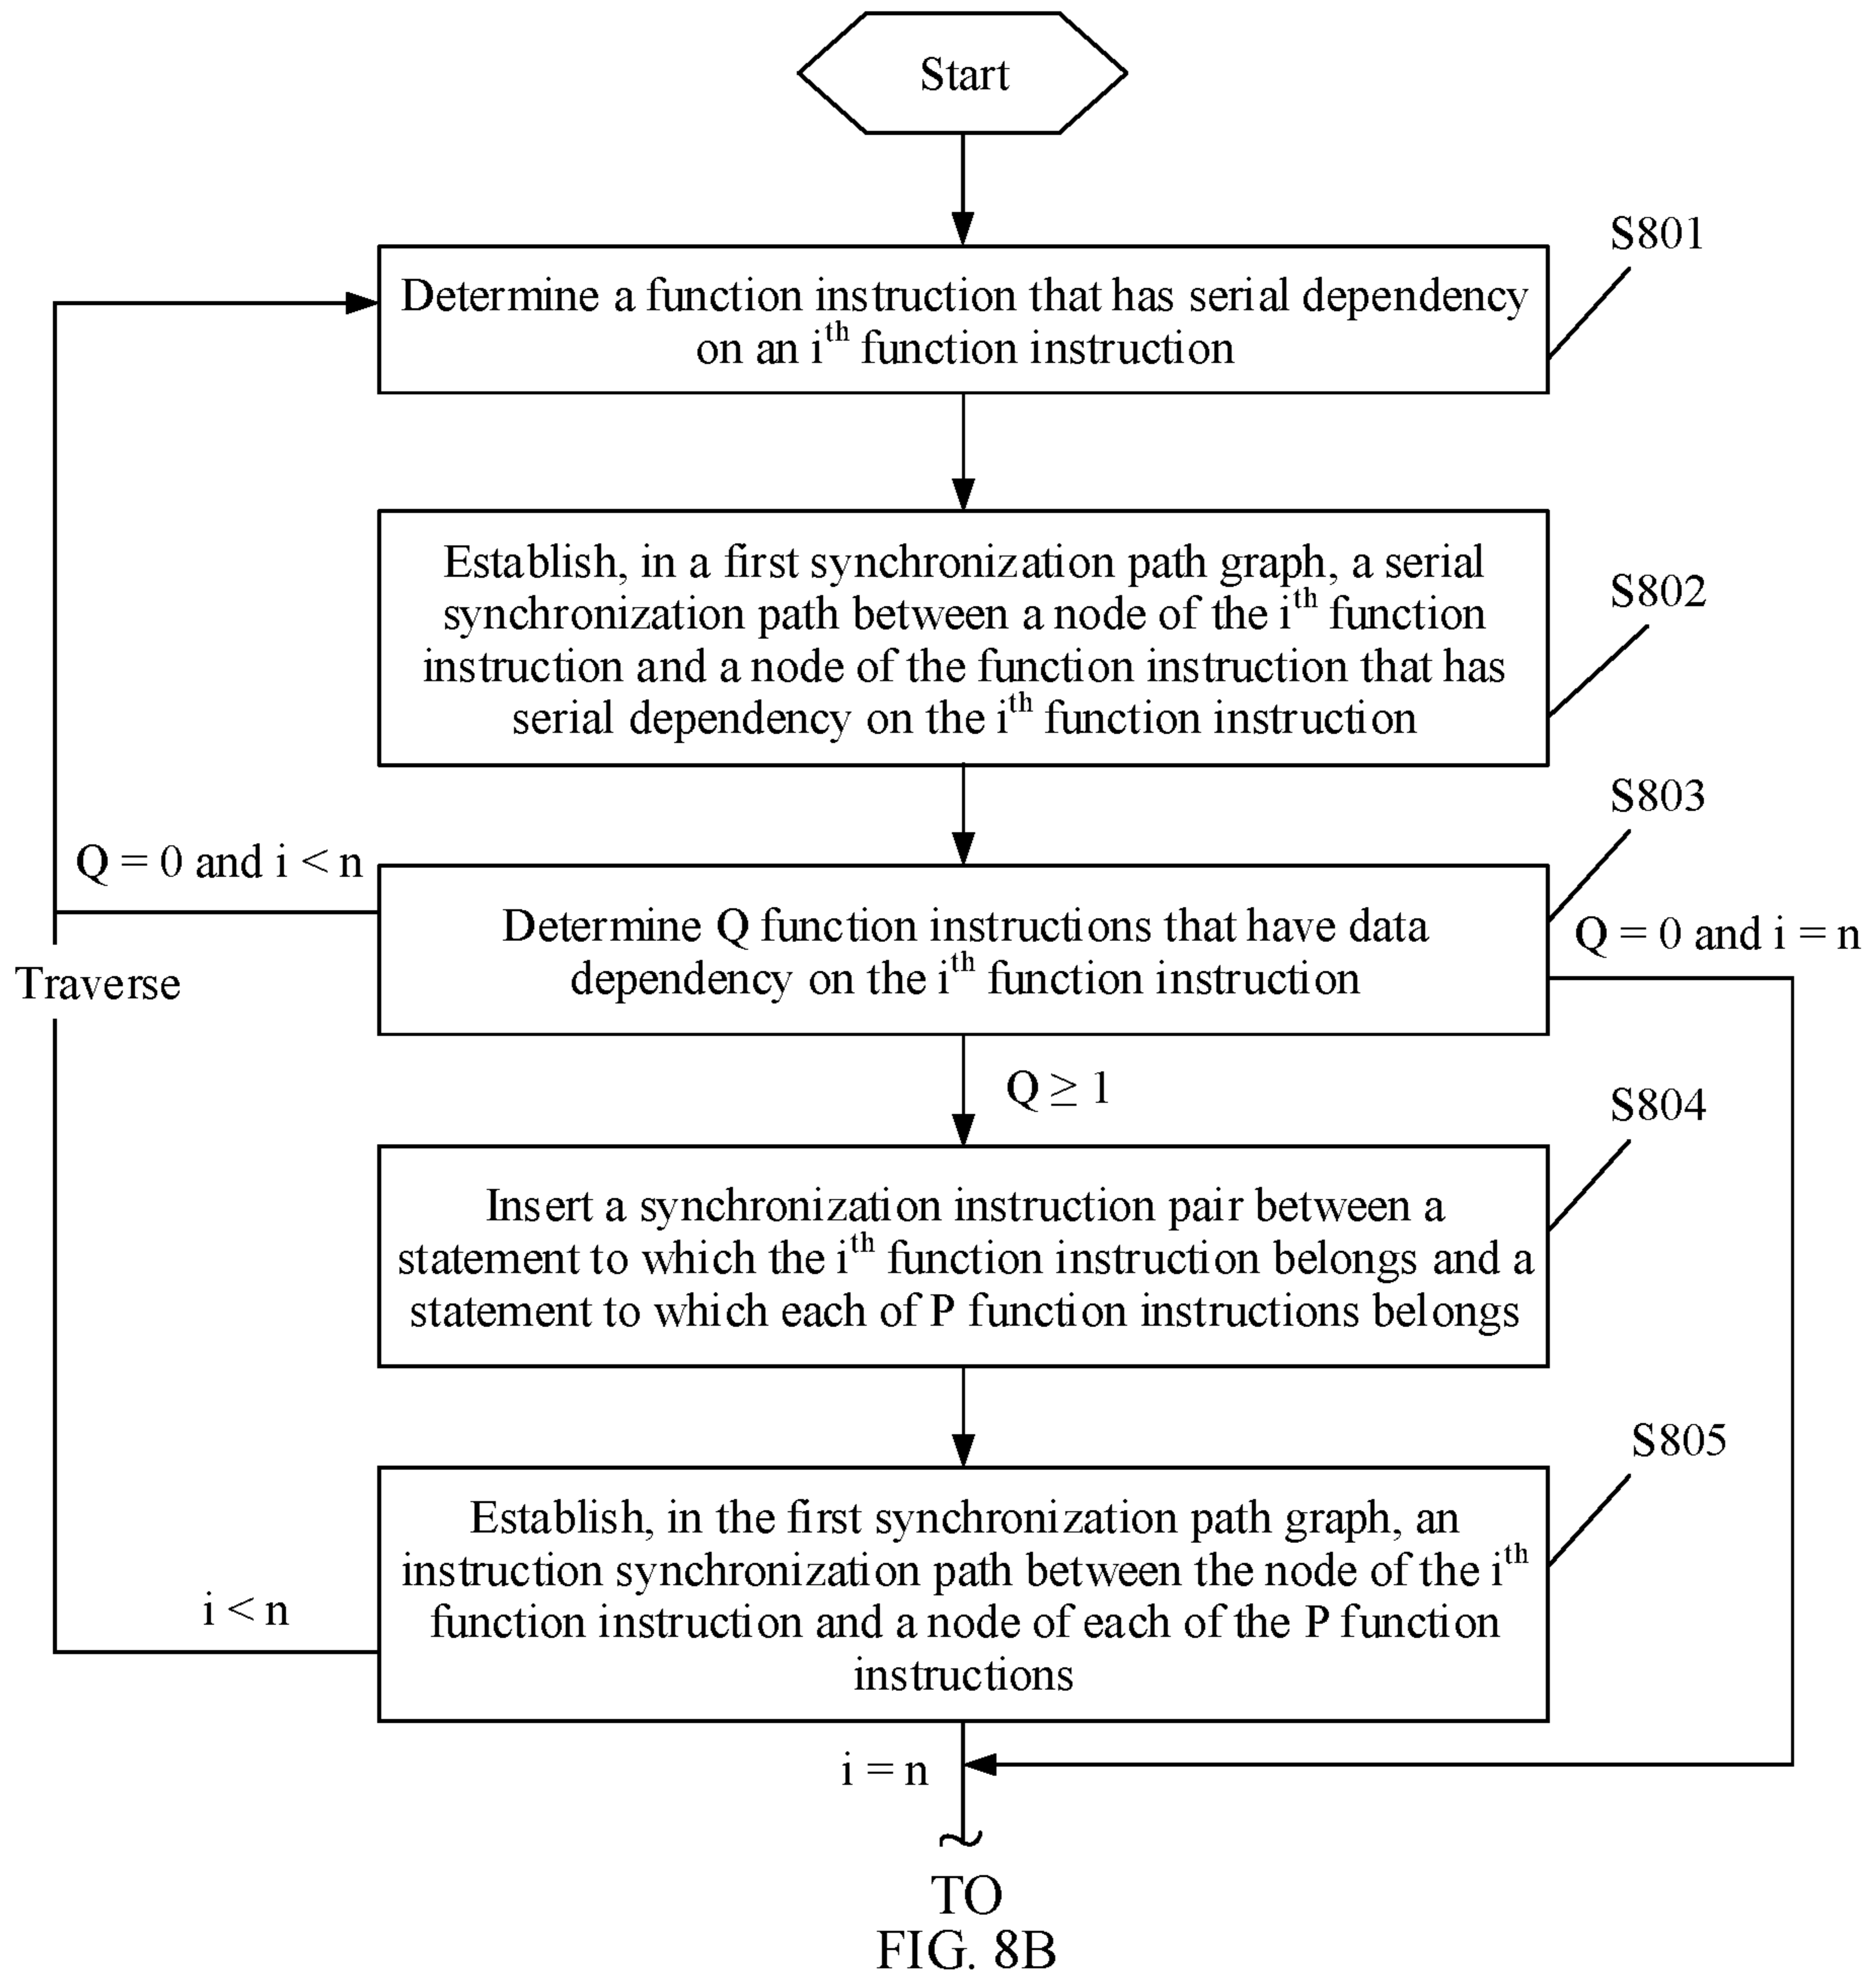 Start
S801
Determine a function instruction that has serial dependency
on an ith function instruction
Establish, in a first synchronization path graph, a serial
synchronization path between a node of the ith function
instruction and a node of the function instruction that has
serial dependency on the ith function instruction
S802
S803
Q = 0 and i < n
Determine Q function instructions that have data
dependency on the ith function instruction
Q = 0 and i = n
Traverse
Q ≥ 1
S804
Insert a synchronization instruction pair between a
statement to which the ith function instruction belongs and a
statement to which each of P function instructions belongs
S805
Establish, in the first synchronization path graph, an
instruction synchronization path between the node of the ith
function instruction and a node of each of the P function
instructions
i < n
i = n
TO
FIG. 8B